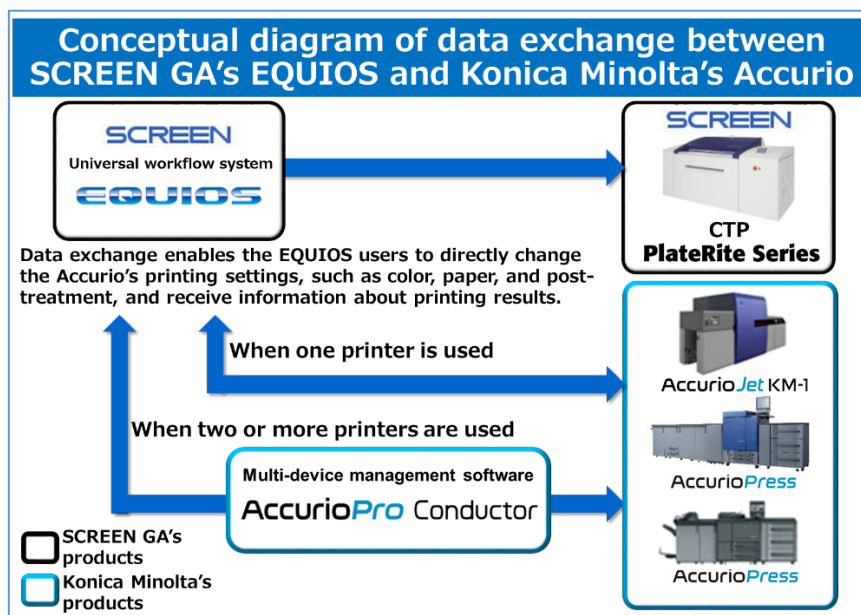 Conceptual diagram of data exchange between
SCREEN GA's EQUIOS and Konica Minolta's Accurio
SCREEN
Universal workflow system
EQUIOS
SCREEN
CTP
PlateRite Series
Data exchange enables the EQUIOS users to directly change
the Accurio's printing settings, such as color, paper, and post-
treatment, and receive information about printing results.
When one printer is used
AccurioJet KM-1
When two or more printers are used
AccurioPress
Multi-device management software
AccurioPro Conductor
AccurioPress
SCREEN GA's
products
Konica Minolta's
products